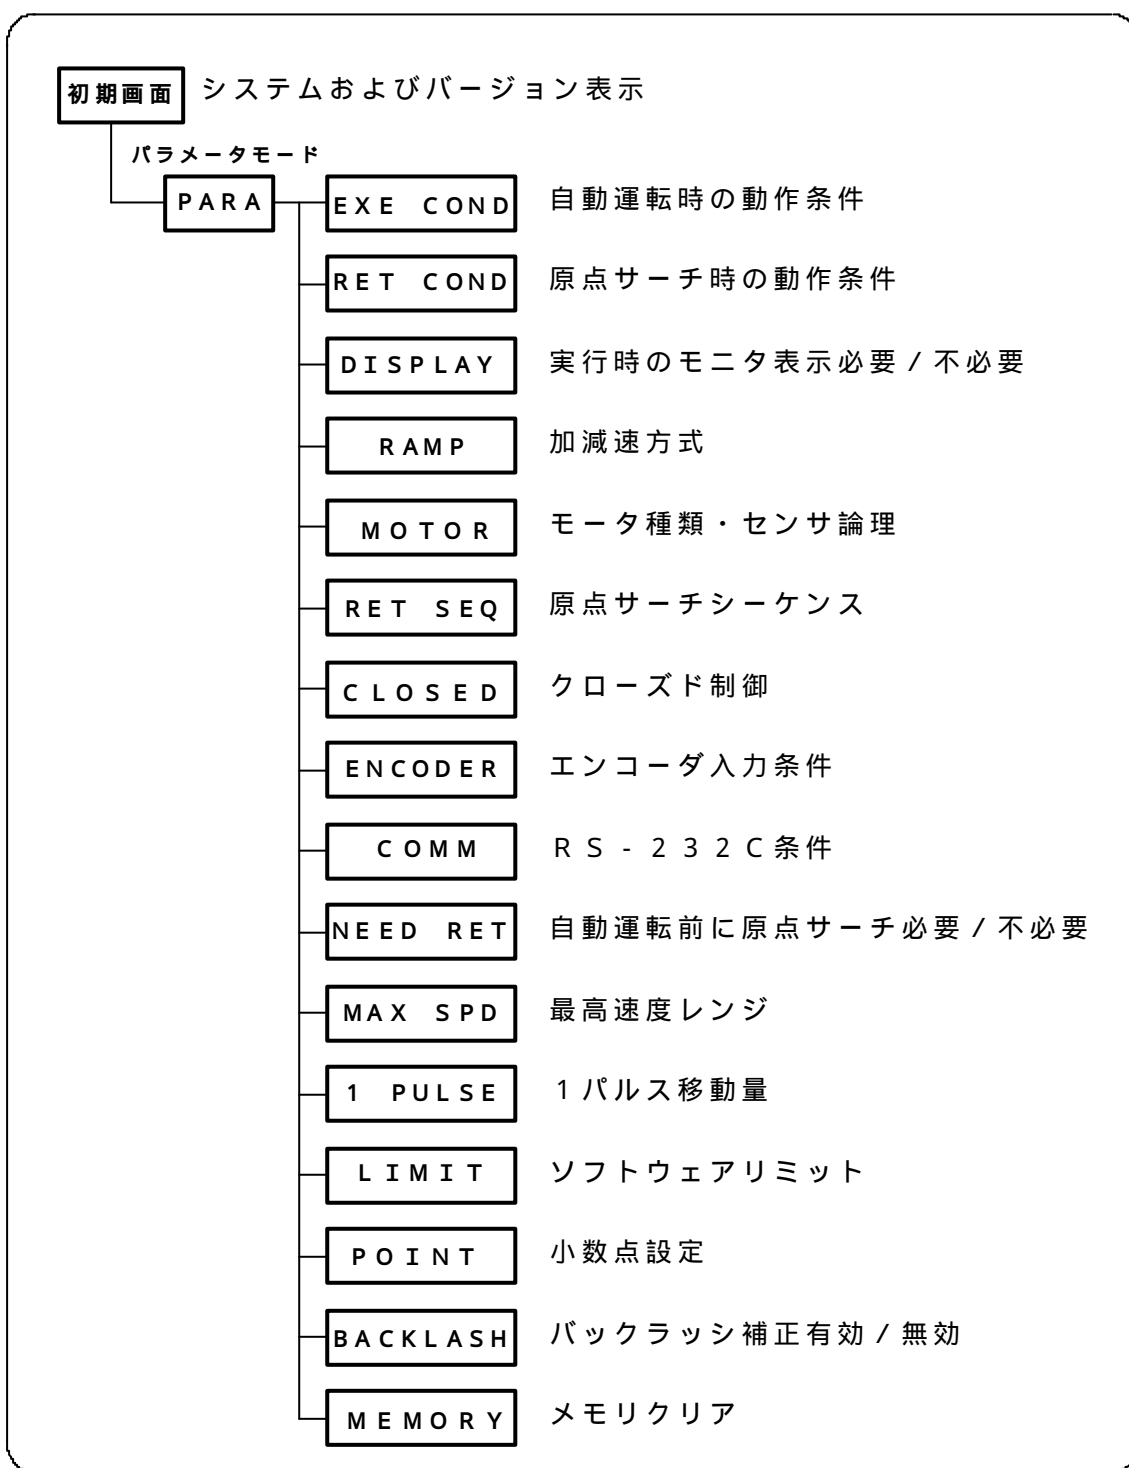 初期画面 システムおよびバージョン表示
パラメータモード
PARA EXE COND 自動運転時の動作条件
RET COND 原点サーチ時の動作条件
DISPLAY 実行時のモニタ表示必要/不必要
RAMP 加減速方式
MOTOR モータ種類・センサ論理
RET SEQ 原点サーチシーケンス
CLOSED クローズド制御
ENCODER エンコーダ入力条件
COMM RS-232C条件
NEED RET 自動運転前に原点サーチ必要/不必要
MAX SPD 最高速度レンジ
1 PULSE 1パルス移動量
LIMIT ソフトウェアリミット
POINT 小数点設定
BACKLASH バックラッシ補正有効/無効
MEMORY メモリクリア